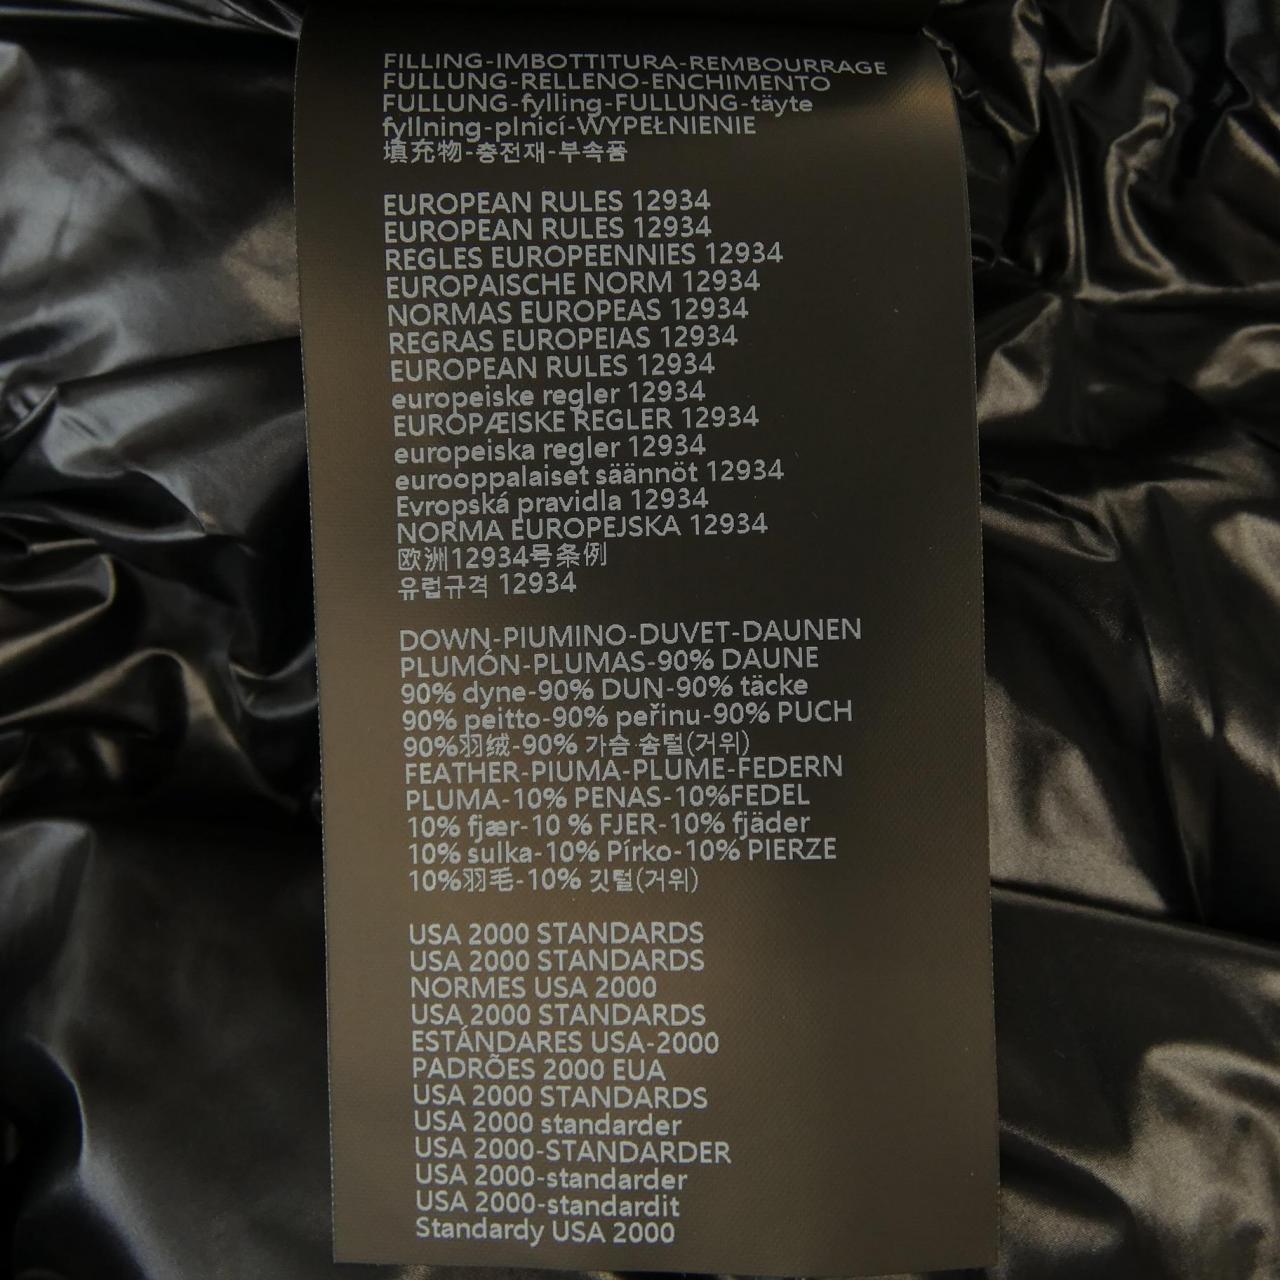 FILLING-IMBOTTITURA-REMBOURRAGE
FULLUNG-RELLENO-ENCHIMENTO
FULLUNG-fylling-FULLUNG-täyte
fyllning-plnicí-WYPEŁNIENIE
填充物-충전재-부속품
EUROPEAN RULES 12934
EUROPEAN RULES 12934
REGLES EUROPEENNIES 12934
EUROPAISCHE NORM 12934
NORMAS EUROPEAS 12934
REGRAS EUROPEIAS 12934
EUROPEAN RULES 12934
europeiske regler 12934
EUROPÆISKE REGLER 12934
europeiska regler 12934
eurooppalaiset säännöt 12934
Evropská pravidla 12934
NORMA EUROPEJSKA 12934
欧洲12934号条例
유럽규격 12934
DOWN-PIUMINO-DUVET-DAUNEN
PLUMÓN-PLUMAS-90% DAUNE
90% dyne-90% DUN-90% täcke
90% peitto-90% peřinu-90% PUCH
90%羽绒-90% 가슴 솜털(거위)
FEATHER-PIUMA-PLUME-FEDERN
PLUMA-10% PENAS-10%FEDEL
10% fjær-10 % FJER-10% fjäder
10% sulka-10% Pírko-10% PIERZE
10%羽毛-10% 깃털(거위)
USA 2000 STANDARDS
USA 2000 STANDARDS
NORMES USA 2000
USA 2000 STANDARDS
ESTÁNDARES USA-2000
PADRÕES 2000 EUA
USA 2000 STANDARDS
USA 2000 standarder
USA 2000-STANDARDER
USA 2000-standarder
USA 2000-standardit
Standardy USA 2000